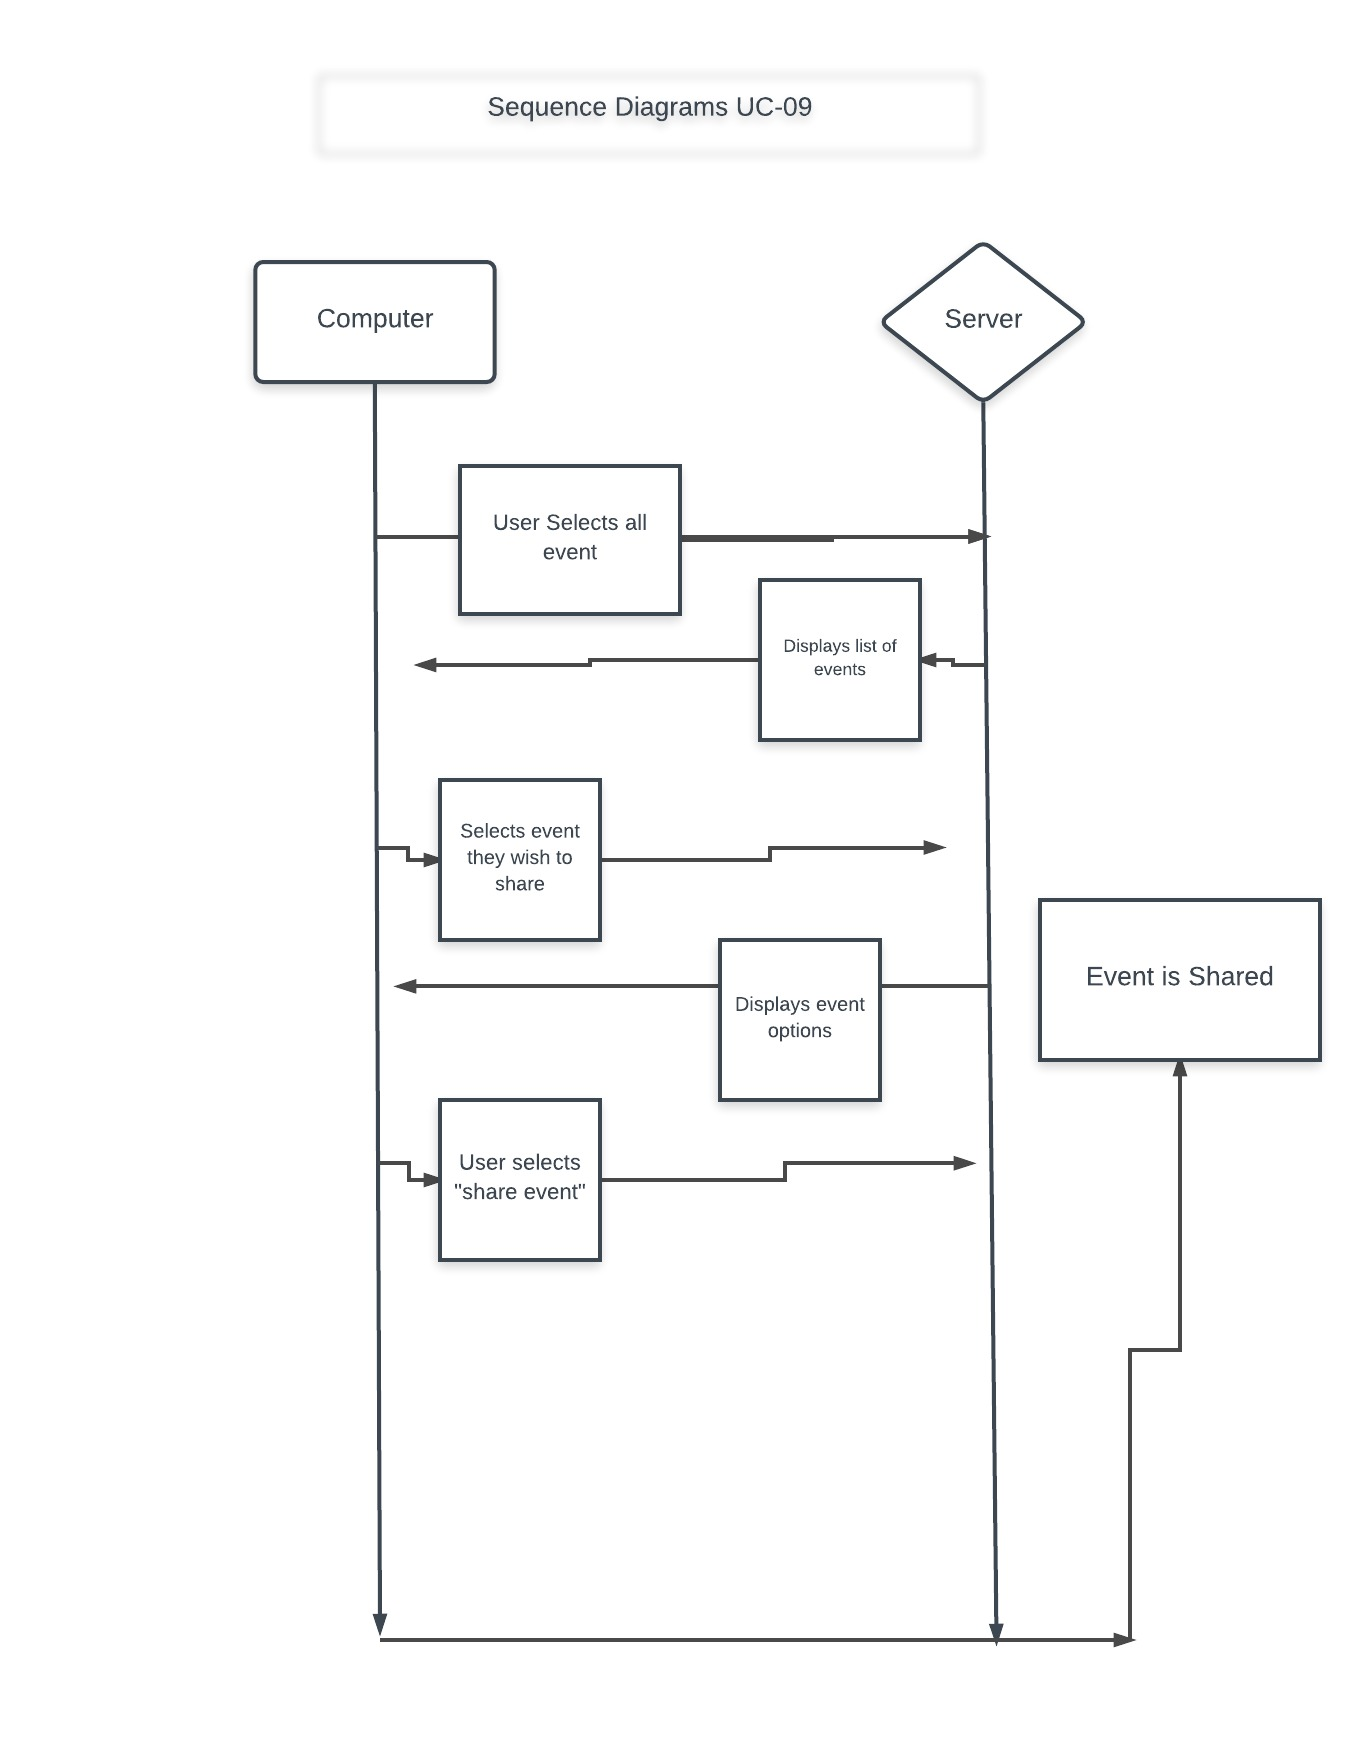 Sequence Diagrams UC-09
Computer
Server
User Selects all
event
Displays list of
events
Selects event
they wish to
share
Event is Shared
Displays event
options
User selects
"share event"